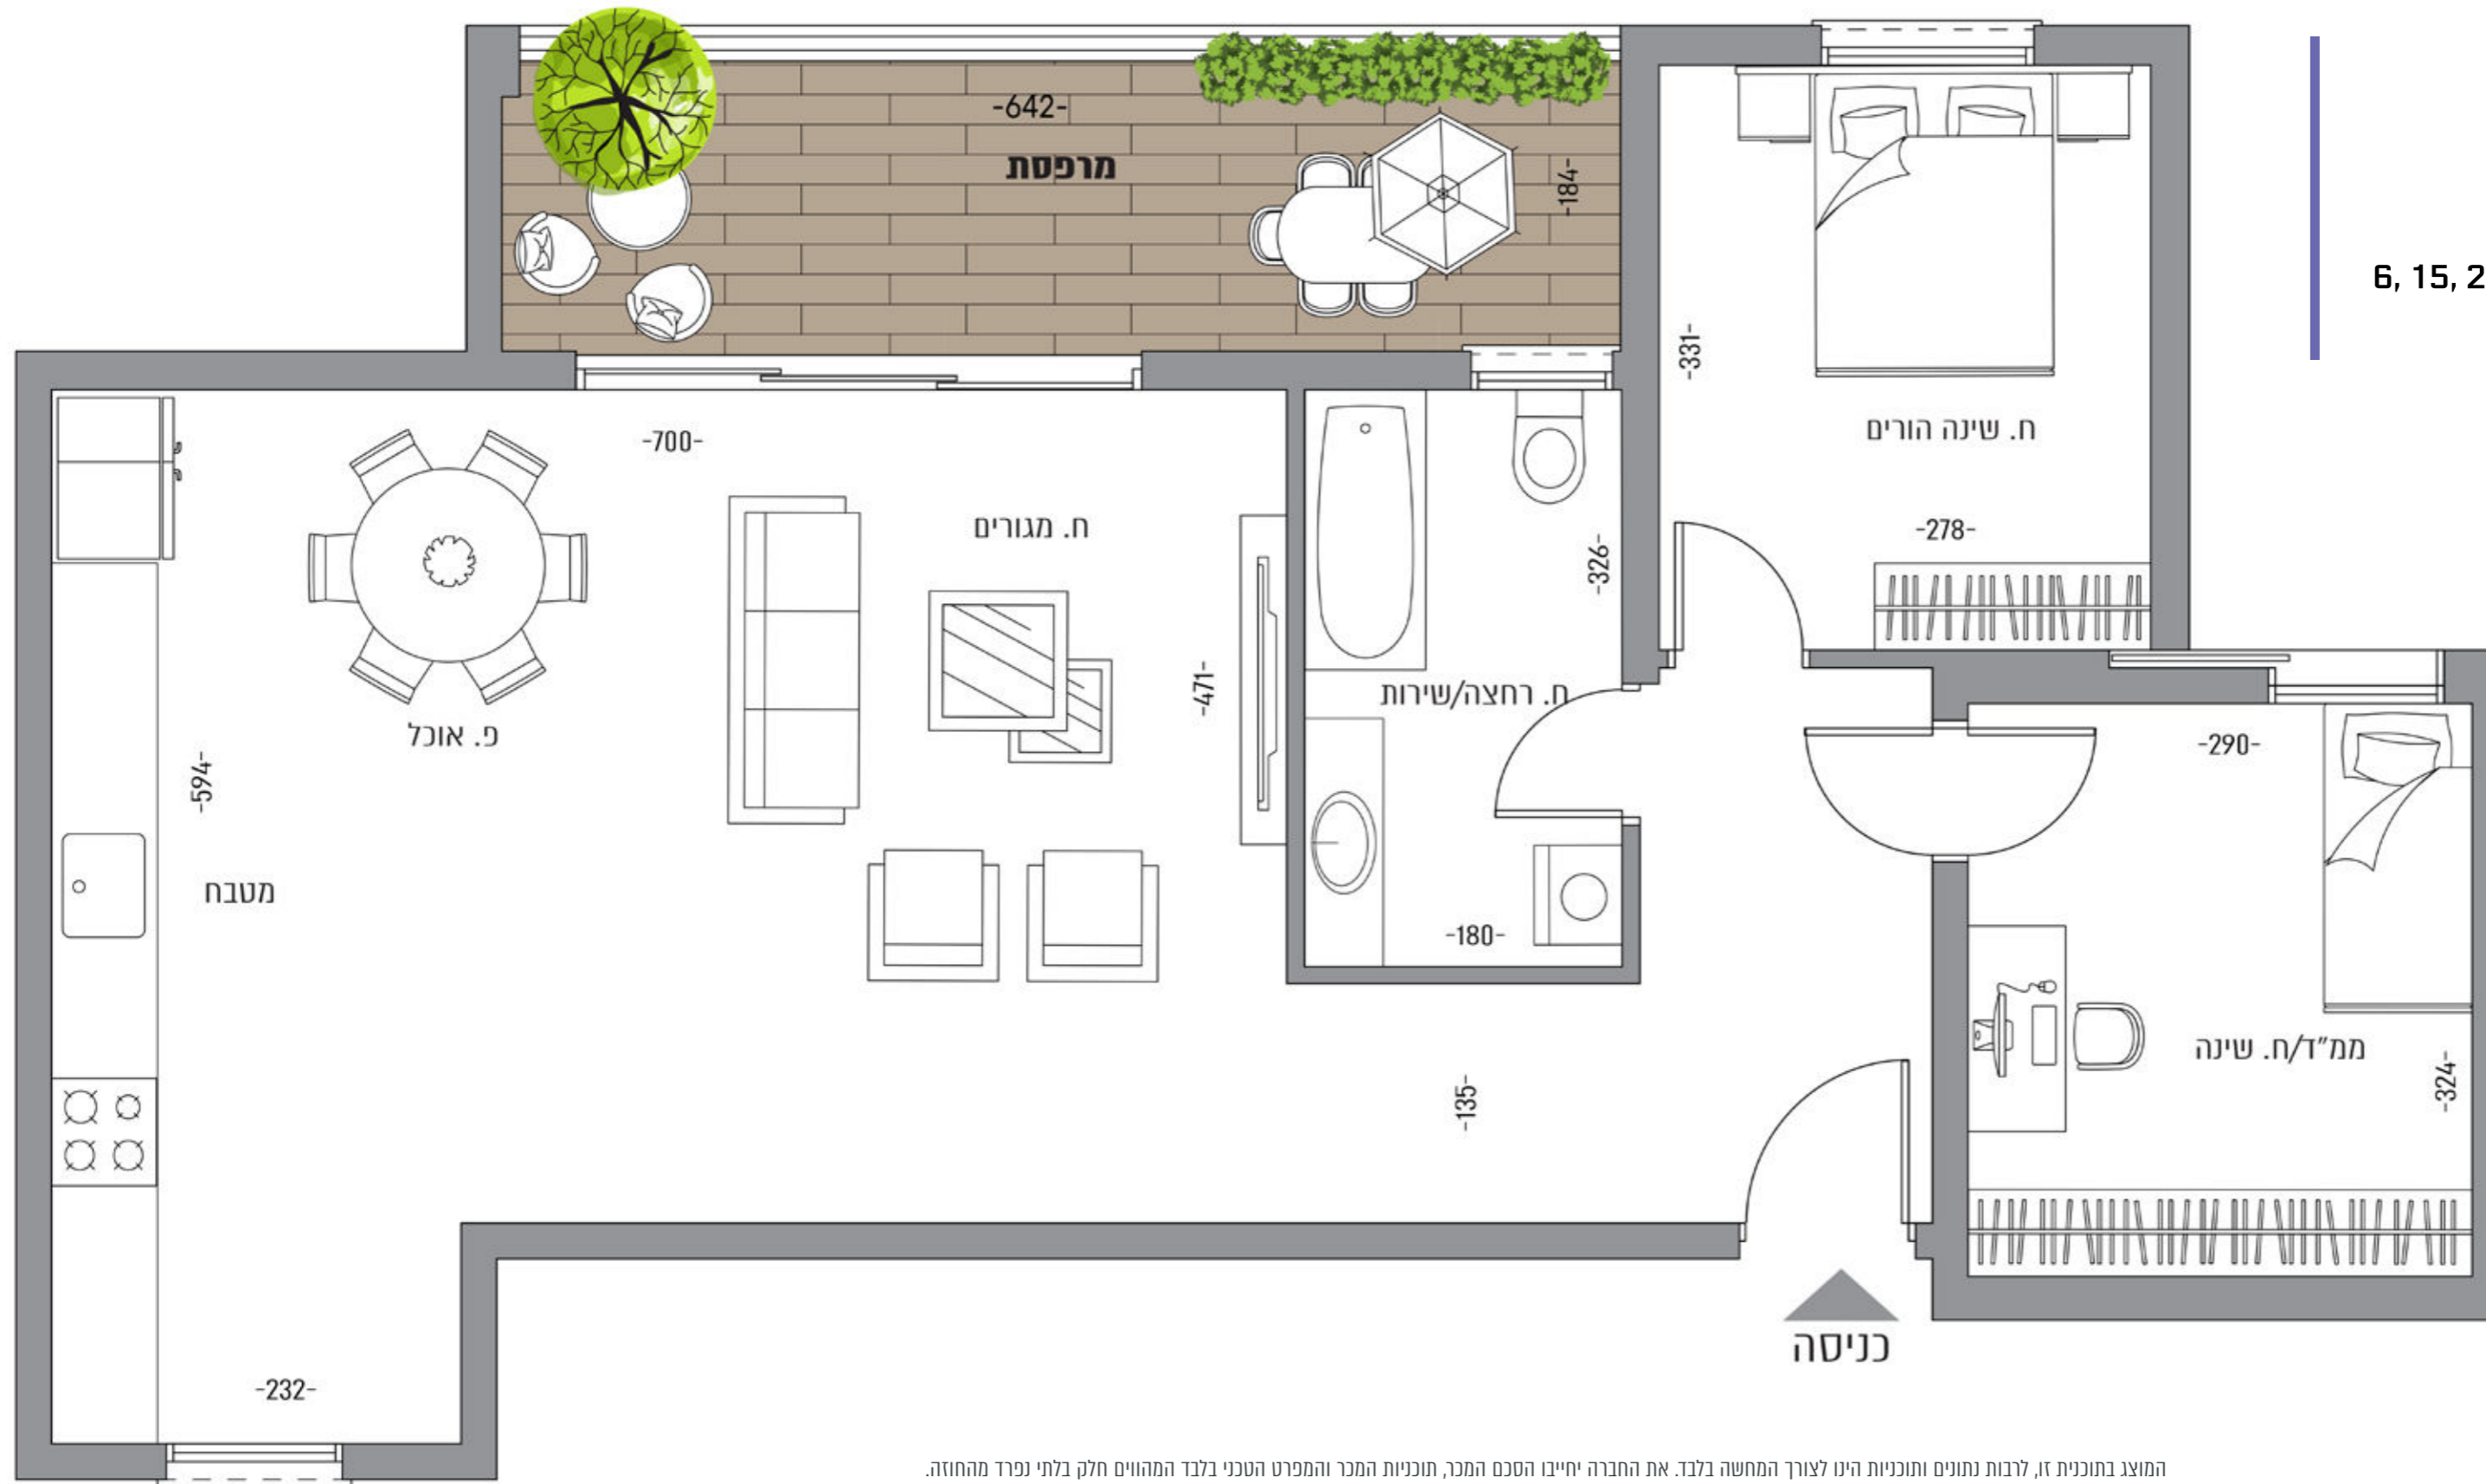 -642-
מרפסת
-184-
6, 15, 2
-331-
ח. שינה הורים
-278-
-700-
ח. מגורים
-326-
-471-
ח. רחצה/שירות
פ. אוכל
-594-
-290-
מטבח
-180-
ממ"ד/ח. שינה
-324-
-135-
כניסה
-232-
המוצג בתוכנית זו, לרבות נתונים ותוכניות הינו לצורך המחשה בלבד. את החברה יחייבו הסכם המכר, תוכניות המכר והמפרט הטכני בלבד המהווים חלק בלתי נפרד מהחוזה.